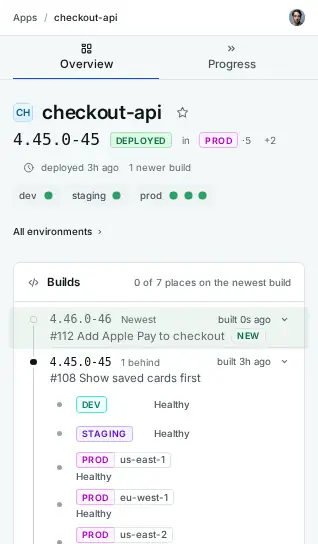 Apps / checkout-api
Overview
Progress
CH checkout-api
4.45.0-45 DEPLOYED in PROD ·5 +2
deployed 3h ago 1 newer build
dev staging prod
All environments ›
Builds 0 of 7 places on the newest build
4.46.0-46 Newest built 0s ago
#112 Add Apple Pay to checkout NEW
4.45.0-45 1 behind built 3h ago
#108 Show saved cards first
DEV Healthy
STAGING Healthy
PROD us-east-1
Healthy
PROD eu-west-1
Healthy
PROD us-east-2